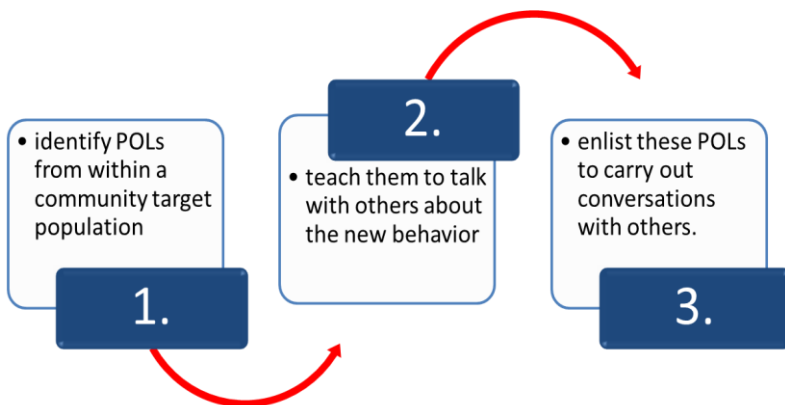 • identify POLs
from within a
community target
population
1.
2.
• teach them to talk
with others about
the new behavior
• enlist these POLs
to carry out
conversations
with others.
3.